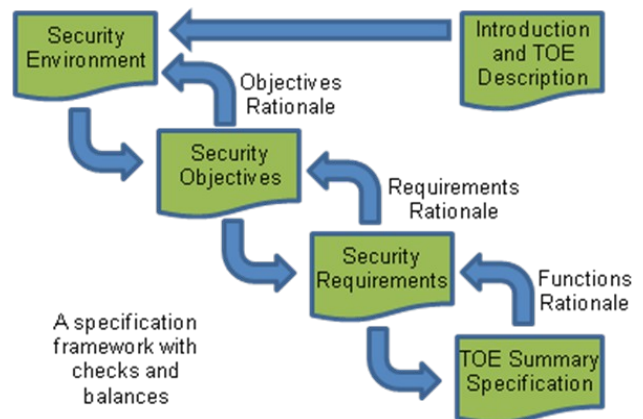 Security
Environment
Introduction
and TOE
Description
Objectives
Rationale
Security
Objectives
Requirements
Rationale
Security
Requirements
Functions
Rationale
A specification
framework with
checks and
balances
TOE Summary
Specification